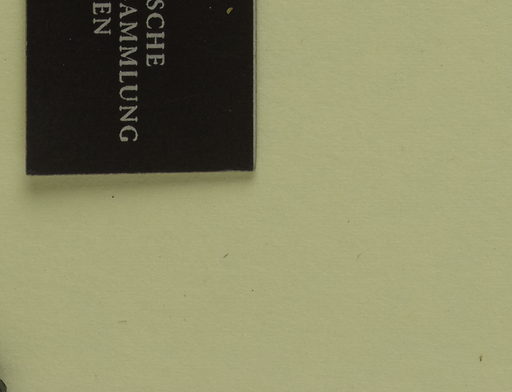 SCHE
AMMLUNG
EN